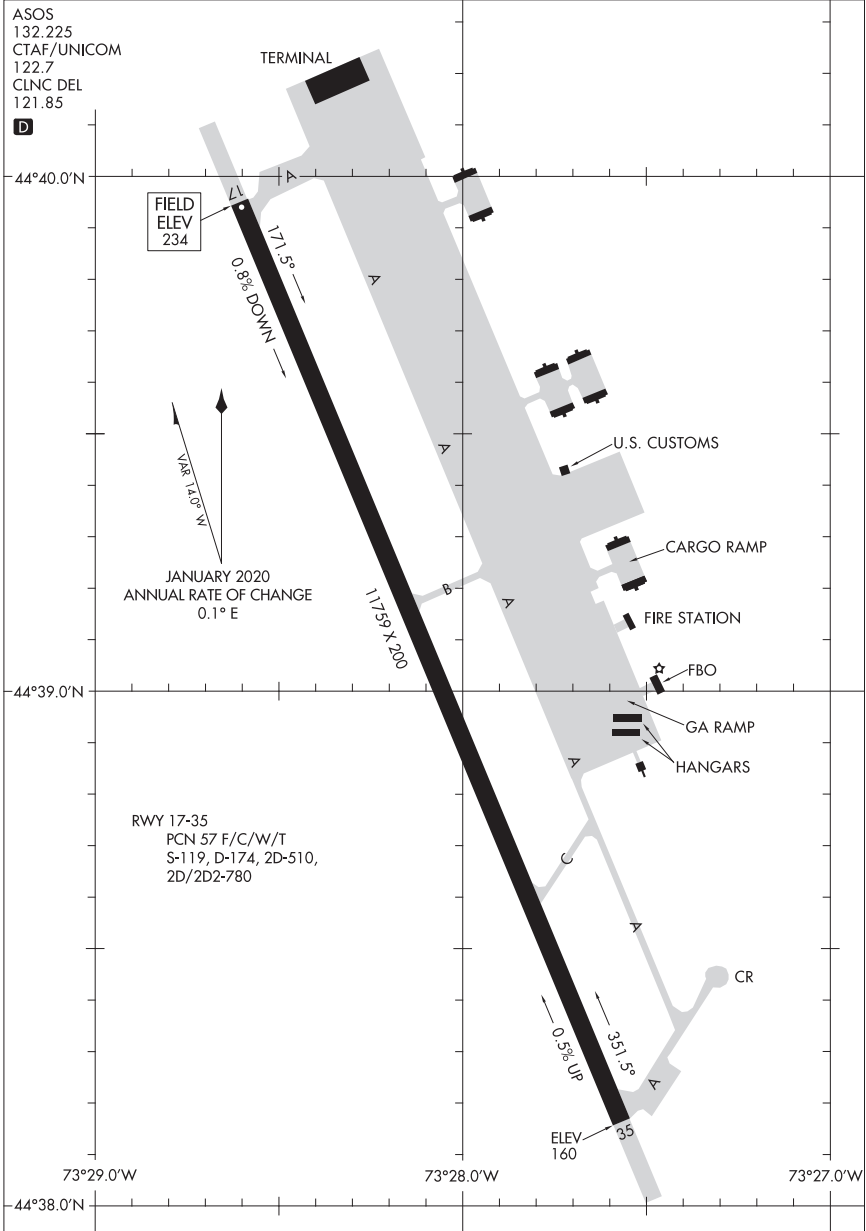 ASOS
132.225
CTAF/UNICOM
122.7
CLNC DEL
121.85
D
TERMINAL
44°40.0'N
A
FIELD
ELEV
234
17
171.5°
0.8% DOWN
A
VAR 14.0° W
A
U.S. CUSTOMS
CARGO RAMP
JANUARY 2020
ANNUAL RATE OF CHANGE
0.1° E
B
A
11759 X 200
FIRE STATION
FBO
44°39.0'N
GA RAMP
A
HANGARS
RWY 17-35
PCN 57 F/C/W/T
S-119, D-174, 2D-510,
2D/2D2-780
C
A
CR
0.5% UP
351.5°
A
35
ELEV
160
73°29.0'W
73°28.0'W
73°27.0'W
44°38.0'N